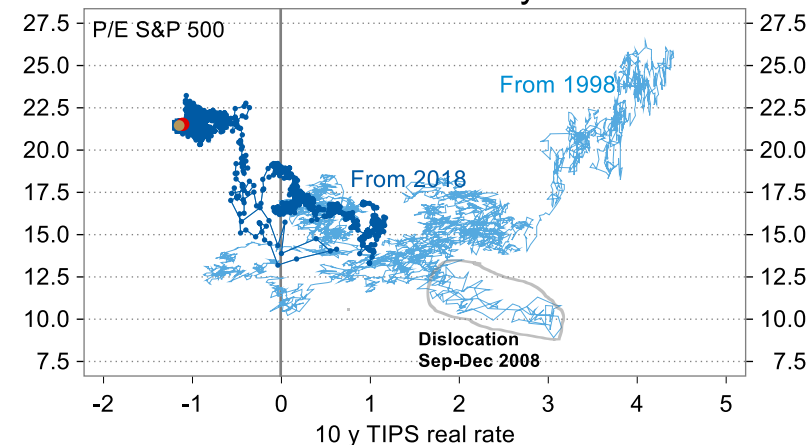 27.5 27.5
P/E S&P 500
25.0 25.0
From 1998
22.5 22.5
20.0 20.0
From 2018
17.5 17.5
15.0 15.0
12.5 12.5
10.0 10.0
Dislocation
Sep-Dec 2008
7.5 7.5
-2 -1 0 1 2 3 4 5
10 y TIPS real rate